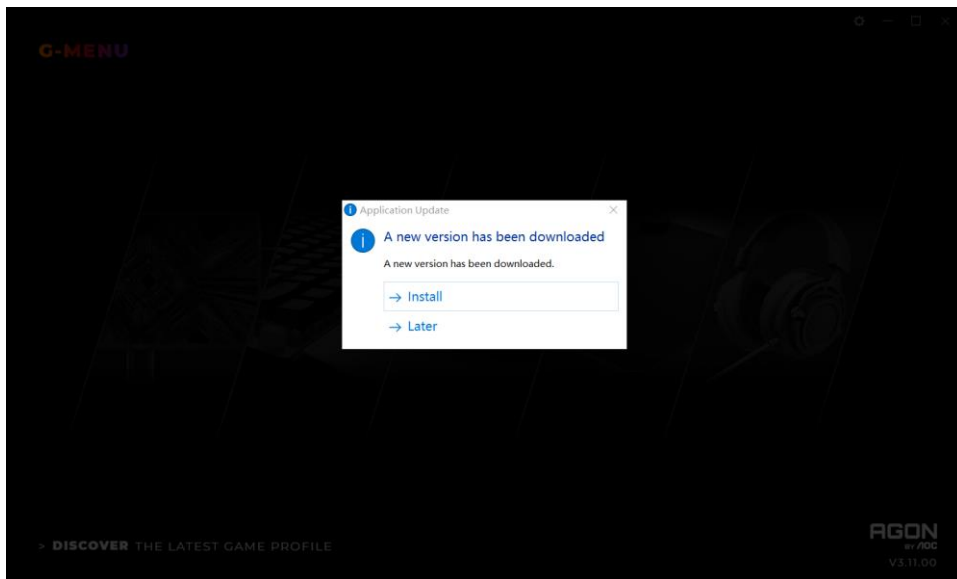 G-MENU
Application Update
A new version has been downloaded
A new version has been downloaded.
→ Install
→ Later
> DISCOVER THE LATEST GAME PROFILE
AGON
BY AOC
V3.11.00